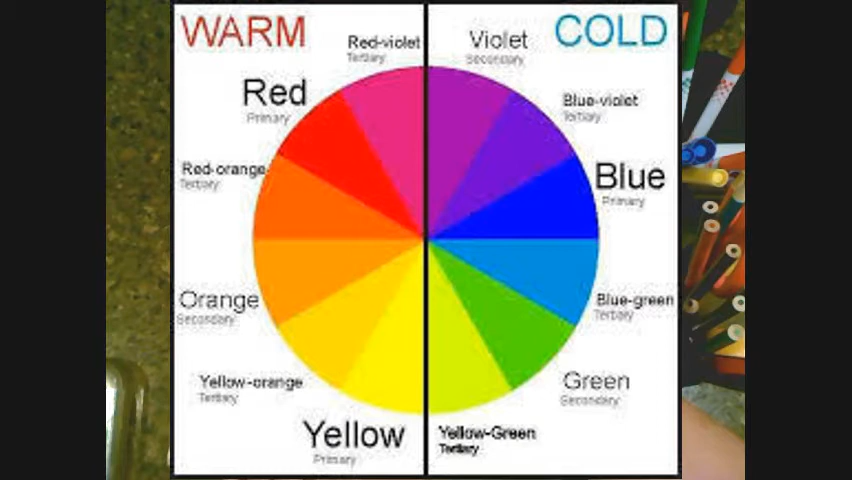 WARM
COLD
Red-violet
Tertiary
Violet
Secondary
Red
Primary
Blue-violet
Tertiary
Red-orange
Tertiary
Blue
Primary
Orange
Secondary
Blue-green
Tertiary
Yellow-orange
Tertiary
Green
Secondary
Yellow
Primary
Yellow-Green
Tertiary